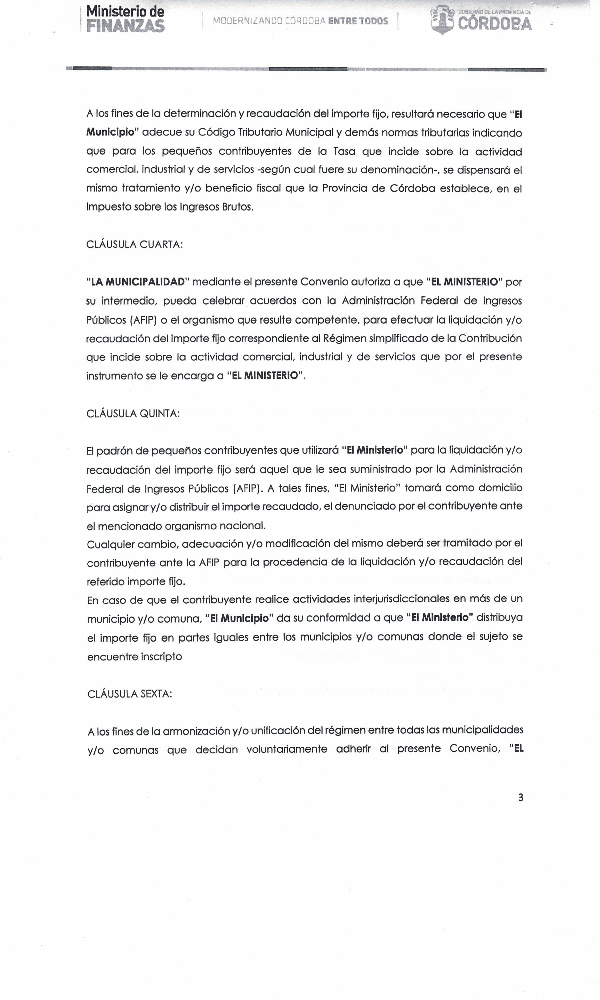 Ministerio de
FINANZAS
MODERNIZANDO CÓRDOBA ENTRE TODOS
GOBIERNO DE LA PROVINCIA DE
CÓRDOBA
A los fines de la determinación y recaudación del importe fijo, resultará necesario que "El
Municipio" adecue su Código Tributario Municipal y demás normas tributarias indicando
que para los pequeños contribuyentes de la Tasa que incide sobre la actividad
comercial, industrial y de servicios -según cual fuere su denominación-, se dispensará el
mismo tratamiento y/o beneficio fiscal que la Provincia de Córdoba establece, en el
Impuesto sobre los Ingresos Brutos.
CLÁUSULA CUARTA:
"LA MUNICIPALIDAD" mediante el presente Convenio autoriza a que "EL MINISTERIO" por
su intermedio, pueda celebrar acuerdos con la Administración Federal de Ingresos
Públicos (AFIP) o el organismo que resulte competente, para efectuar la liquidación y/o
recaudación del importe fijo correspondiente al Régimen simplificado de la Contribución
que incide sobre la actividad comercial, industrial y de servicios que por el presente
instrumento se le encarga a "EL MINISTERIO".
CLÁUSULA QUINTA:
El padrón de pequeños contribuyentes que utilizará "El Ministerio" para la liquidación y/o
recaudación del importe fijo será aquel que le sea suministrado por la Administración
Federal de Ingresos Públicos (AFIP). A tales fines, "El Ministerio" tomará como domicilio
para asignar y/o distribuir el importe recaudado, el denunciado por el contribuyente ante
el mencionado organismo nacional.
Cualquier cambio, adecuación y/o modificación del mismo deberá ser tramitado por el
contribuyente ante la AFIP para la procedencia de la liquidación y/o recaudación del
referido importe fijo.
En caso de que el contribuyente realice actividades interjurisdiccionales en más de un
municipio y/o comuna, "El Municipio" da su conformidad a que "El Ministerio" distribuya
el importe fijo en partes iguales entre los municipios y/o comunas donde el sujeto se
encuentre inscripto
CLÁUSULA SEXTA:
A los fines de la armonización y/o unificación del régimen entre todas las municipalidades
y/o comunas que decidan voluntariamente adherir al presente Convenio, "EL
3